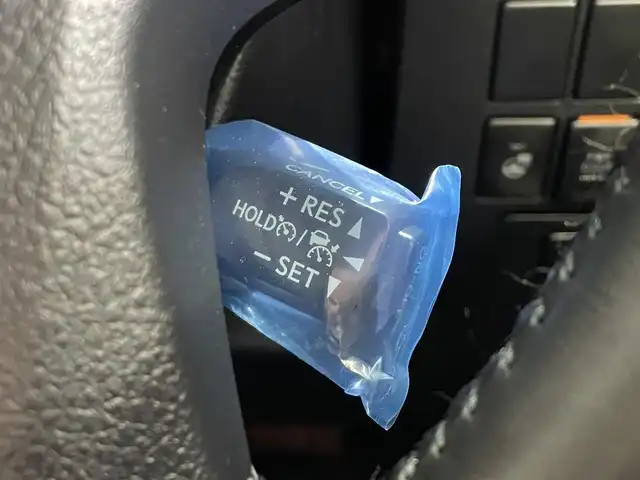 CANCEL▼
+ RES ▲
HOLD / ◀
− SET ▼